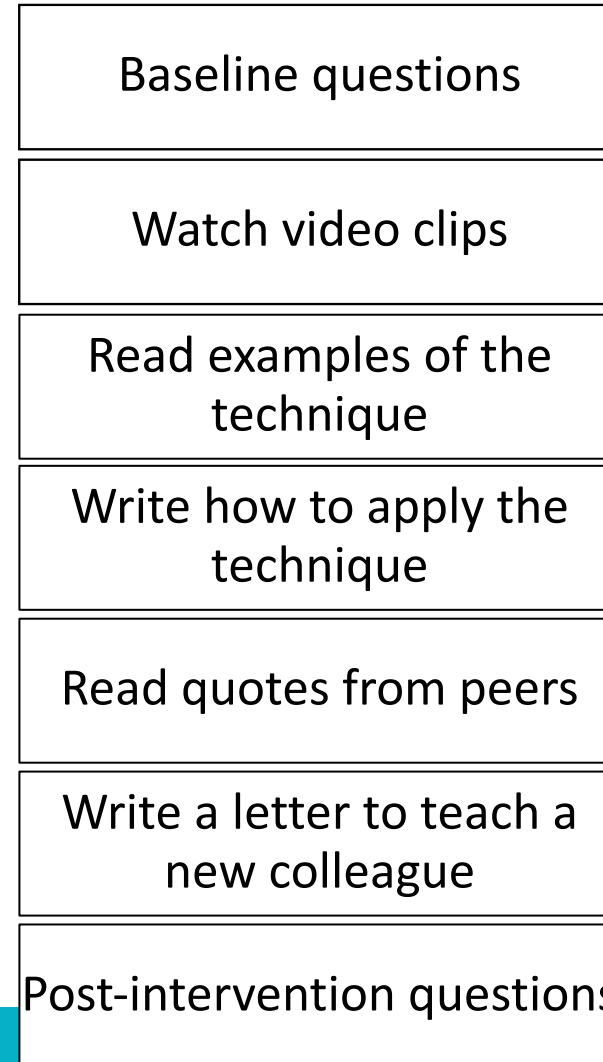 Baseline questions
Watch video clips
Read examples of the
technique
Write how to apply the
technique
Read quotes from peers
Write a letter to teach a
new colleague
Post-intervention questions